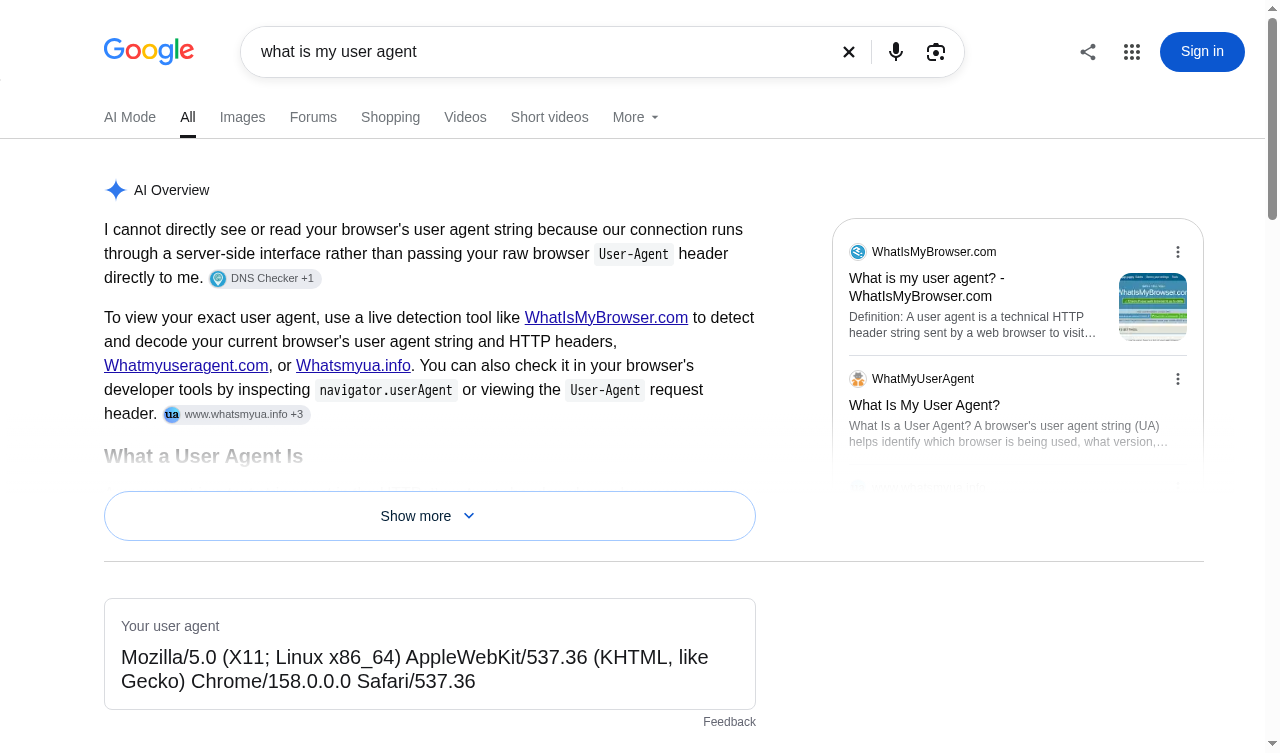 Google
what is my user agent
Sign in
AI Mode
All
Images
Forums
Shopping
Videos
Short videos
More
AI Overview
I cannot directly see or read your browser's user agent string because our connection runs
through a server-side interface rather than passing your raw browser User-Agent header
directly to me. DNS Checker +1
To view your exact user agent, use a live detection tool like WhatIsMyBrowser.com to detect
and decode your current browser's user agent string and HTTP headers,
Whatmyuseragent.com, or Whatsmyua.info. You can also check it in your browser's
developer tools by inspecting navigator.userAgent or viewing the User-Agent request
header. ua www.whatsmyua.info +3
What a User Agent Is
Show more
WhatIsMyBrowser.com
What is my user agent? -
WhatIsMyBrowser.com
Definition: A user agent is a technical HTTP
header string sent by a web browser to visit…
WhatMyUserAgent
What Is My User Agent?
What Is a User Agent? A browser's user agent string (UA)
helps identify which browser is being used, what version,…
Your user agent
Mozilla/5.0 (X11; Linux x86_64) AppleWebKit/537.36 (KHTML, like
Gecko) Chrome/158.0.0.0 Safari/537.36
Feedback